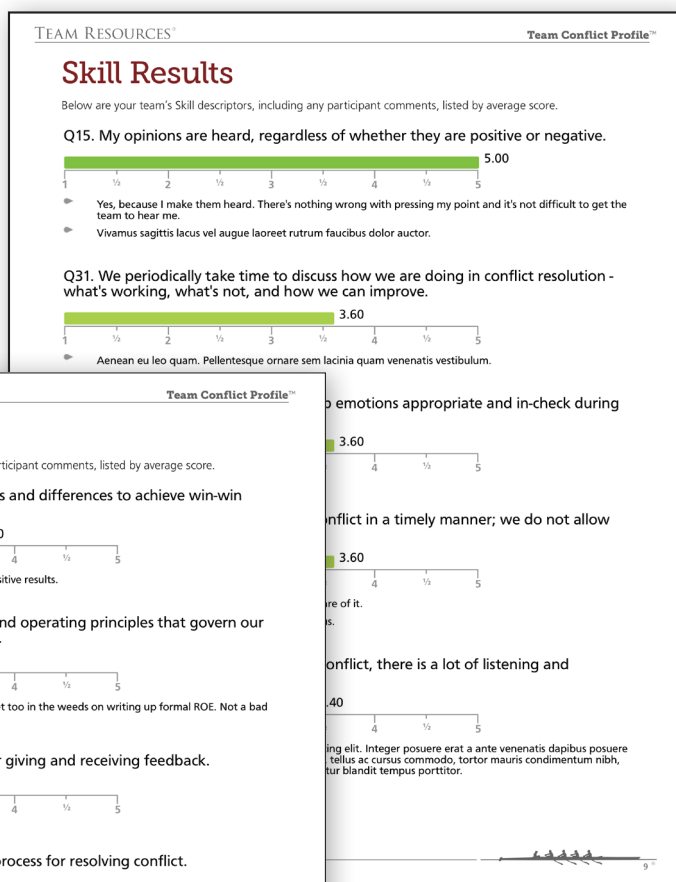 TEAM RESOURCES®
Team Conflict Profile™
Skill Results
Below are your team's Skill descriptors, including any participant comments, listed by average score.
Q15. My opinions are heard, regardless of whether they are positive or negative.
5.00
1 ½ 2 ½ 3 ½ 4 ½ 5
Yes, because I make them heard. There's nothing wrong with pressing my point and it's not difficult to get the
team to hear me.
Vivamus sagittis lacus vel augue laoreet rutrum faucibus dolor auctor.
Q31. We periodically take time to discuss how we are doing in conflict resolution -
what's working, what's not, and how we can improve.
3.60
1 ½ 2 ½ 3 ½ 4 ½ 5
Aenean eu leo quam. Pellentesque ornare sem lacinia quam venenatis vestibulum.
emotions appropriate and in-check during
3.60
4 ½ 5
onflict in a timely manner; we do not allow
3.60
4 ½ 5
re of it.
s.
onflict, there is a lot of listening and
.40
4 ½ 5
ing elit. Integer posuere erat a ante venenatis dapibus posuere
tellus ac cursus commodo, tortor mauris condimentum nibh,
tur blandit tempus porttitor.
9
Team Conflict Profile™
ticipant comments, listed by average score.
s and differences to achieve win-win
0
4 ½ 5
sitive results.
nd operating principles that govern our
.
4 ½ 5
t too in the weeds on writing up formal ROE. Not a bad
giving and receiving feedback.
4 ½ 5
rocess for resolving conflict.